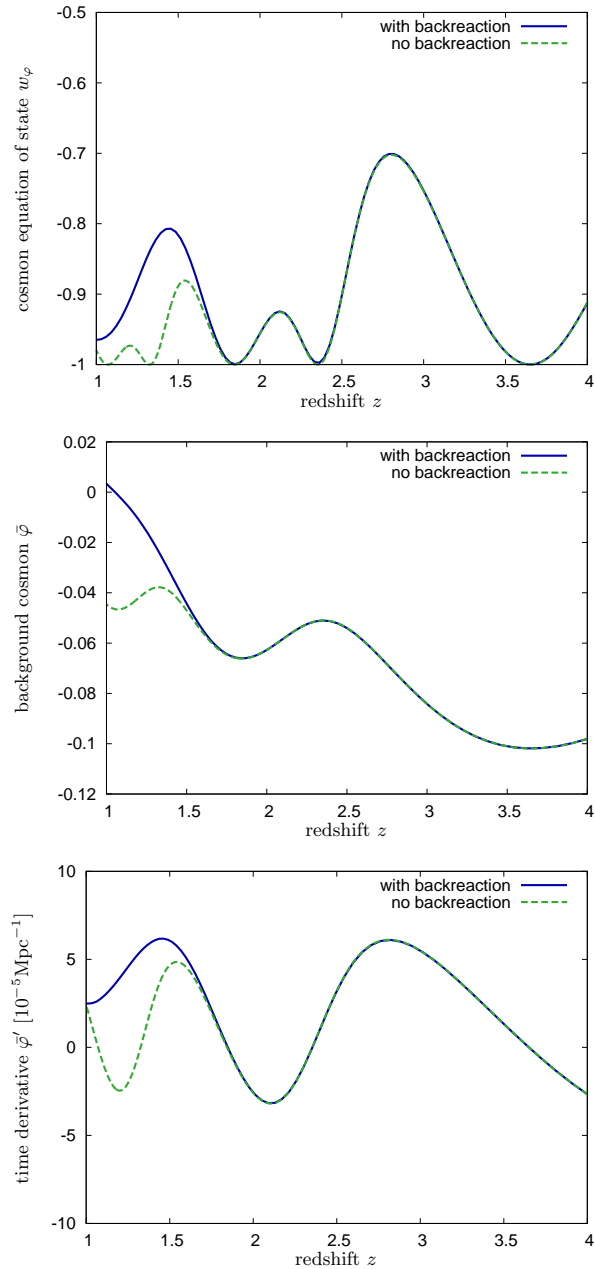 -0.5
-0.6
-0.7
-0.8
-0.9
-1
1 1.5 2 2.5 3 3.5 4
cosmon equation of state w_φ
redshift z
with backreaction
no backreaction
0.02
0
-0.02
-0.04
-0.06
-0.08
-0.1
-0.12
1 1.5 2 2.5 3 3.5 4
background cosmon φ̄
redshift z
with backreaction
no backreaction
10
5
0
-5
-10
1 1.5 2 2.5 3 3.5 4
time derivative φ̄′ [10⁻⁵Mpc⁻¹]
redshift z
with backreaction
no backreaction